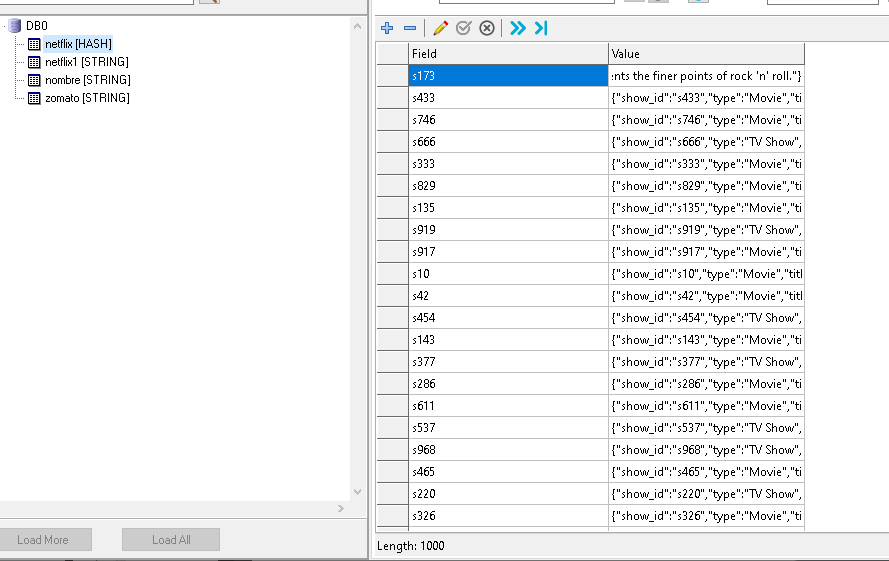 DB0
netflix [HASH]
netflix1 [STRING]
nombre [STRING]
zomato [STRING]
Load More
Load All
Field Value
s173 :nts the finer points of rock 'n' roll."}
s433 {"show_id":"s433","type":"Movie","ti
s746 {"show_id":"s746","type":"Movie","ti
s666 {"show_id":"s666","type":"TV Show",
s333 {"show_id":"s333","type":"Movie","ti
s829 {"show_id":"s829","type":"Movie","ti
s135 {"show_id":"s135","type":"Movie","ti
s919 {"show_id":"s919","type":"TV Show",
s917 {"show_id":"s917","type":"Movie","ti
s10 {"show_id":"s10","type":"Movie","titl
s42 {"show_id":"s42","type":"Movie","titl
s454 {"show_id":"s454","type":"TV Show",
s143 {"show_id":"s143","type":"Movie","ti
s377 {"show_id":"s377","type":"TV Show",
s286 {"show_id":"s286","type":"Movie","ti
s611 {"show_id":"s611","type":"Movie","ti
s537 {"show_id":"s537","type":"TV Show",
s968 {"show_id":"s968","type":"TV Show",
s465 {"show_id":"s465","type":"Movie","ti
s220 {"show_id":"s220","type":"TV Show",
s326 {"show_id":"s326","type":"Movie","ti
Length: 1000